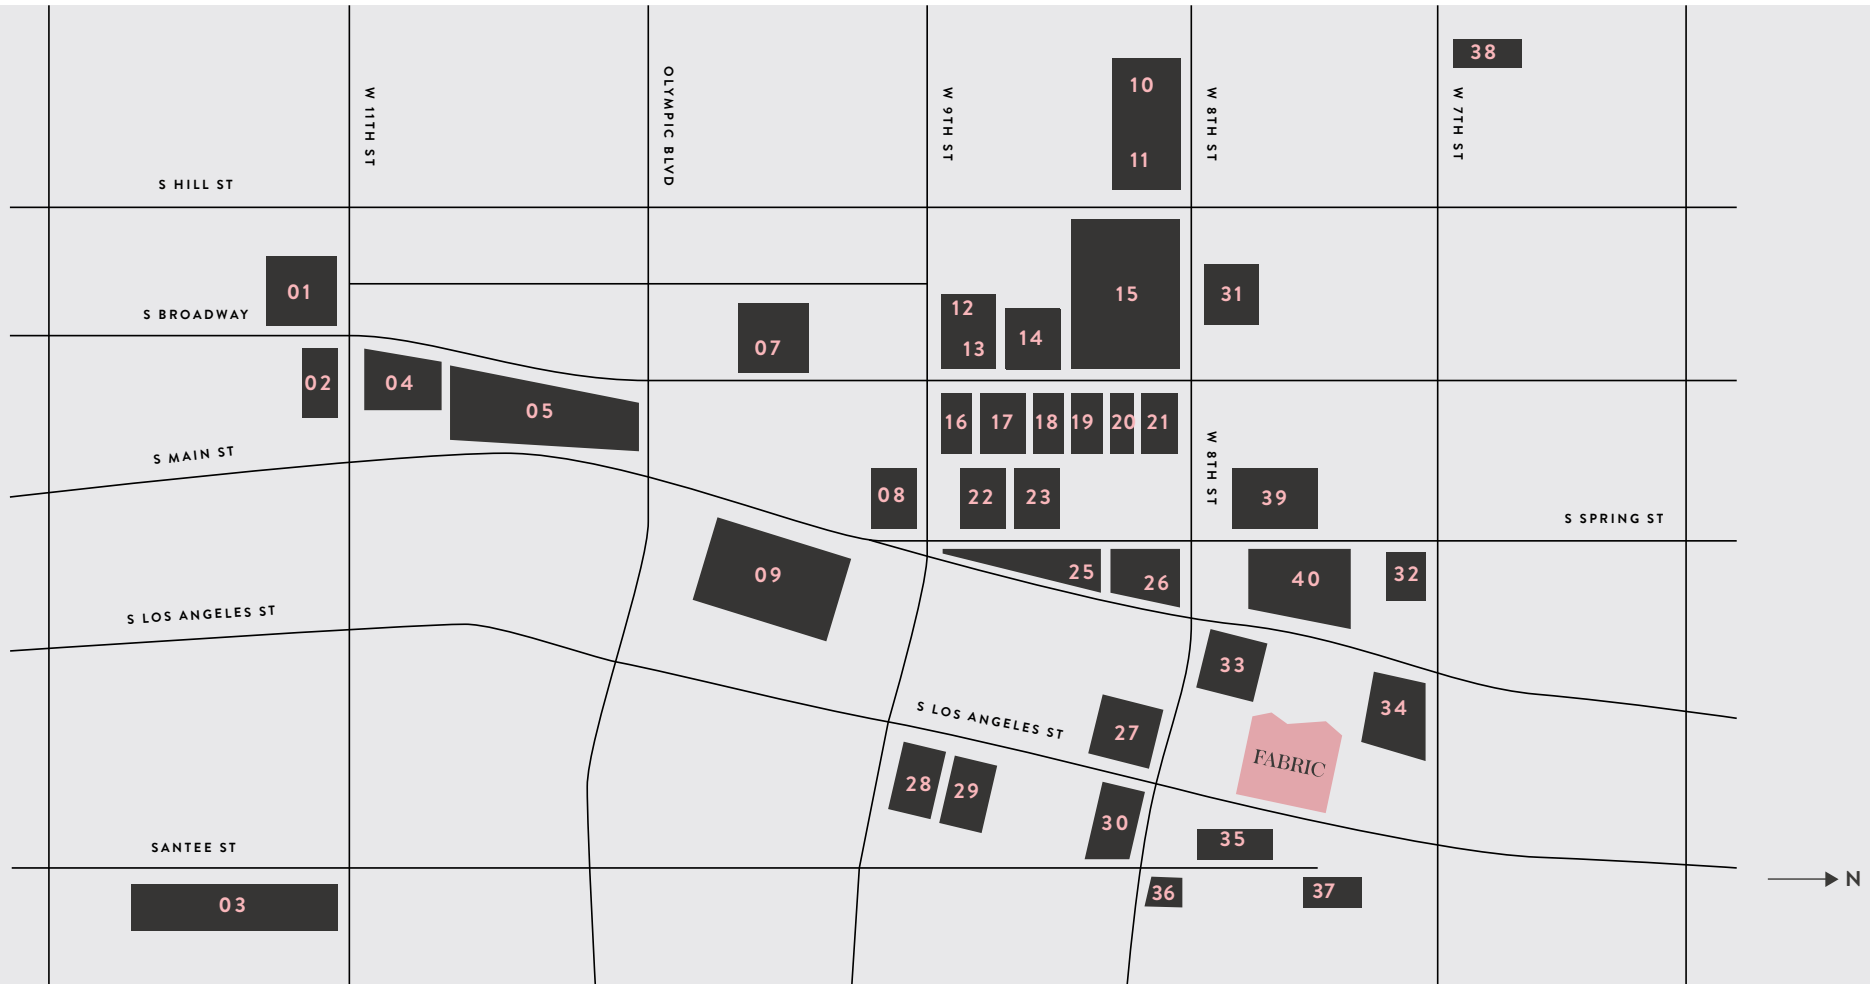 38
10
W 11TH ST
OLYMPIC BLVD
W 9TH ST
W 8TH ST
W 7TH ST
11
S HILL ST
01
15
31
12
S BROADWAY
14
07
13
02
04
05
16
17
18
19
20
21
S MAIN ST
W 8TH ST
08
22
23
39
S SPRING ST
09
25
26
40
32
S LOS ANGELES ST
33
S LOS ANGELES ST
34
27
FABRIC
28
29
30
35
SANTEE ST
N
36
37
03